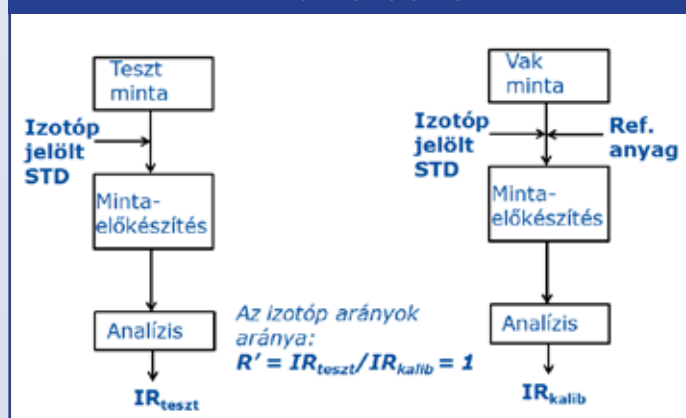 Teszt
minta
Izotóp
jelölt
STD
Minta-
előkészítés
Analízis
IRteszt
Az izotóp arányok
aránya:
R' = IRteszt/IRkalib = 1
Vak
minta
Izotóp
jelölt
STD
Ref.
anyag
Minta-
előkészítés
Analízis
IRkalib